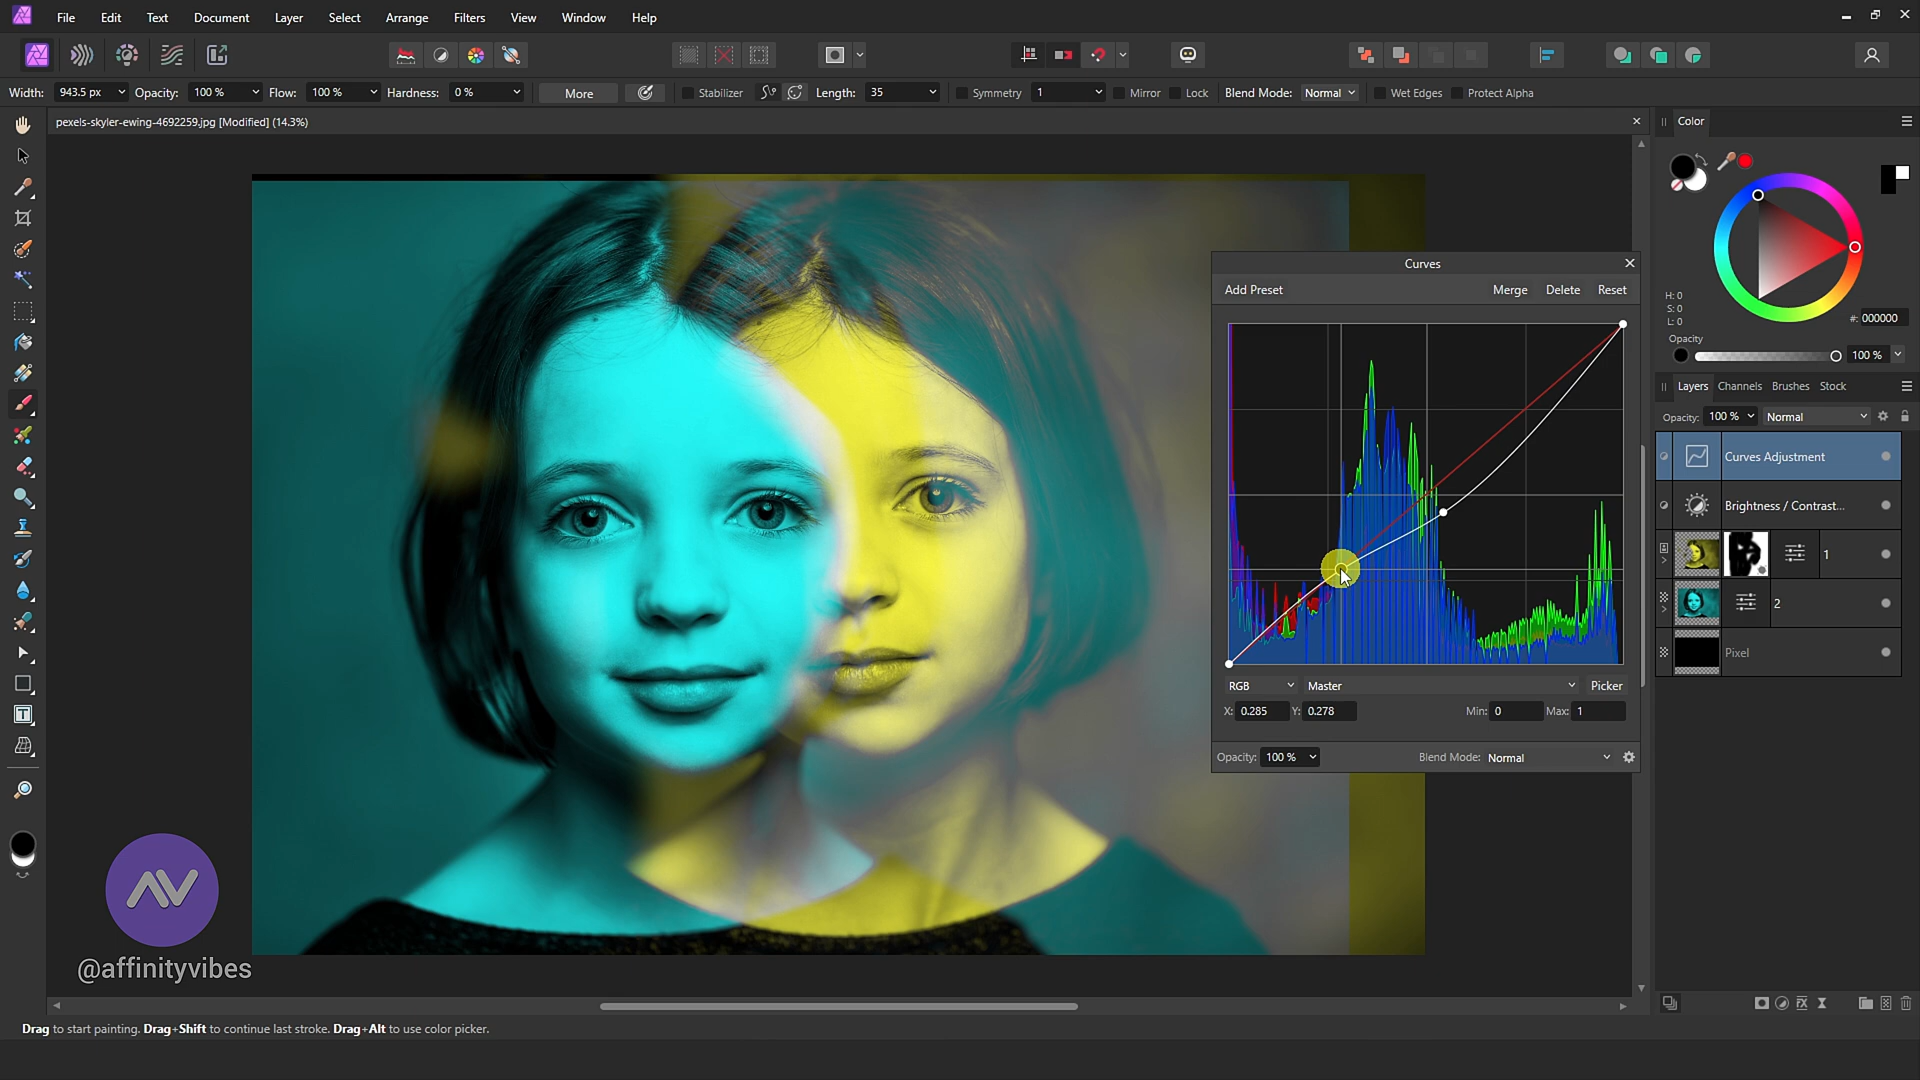 File Edit Text Document Layer Select Arrange Filters View Window Help
Width: 943.5 px Opacity: 100 % Flow: 100 % Hardness: 0 % More Stabilizer Length: 35 Symmetry 1 Mirror Lock Blend Mode: Normal Wet Edges Protect Alpha
pexels-skyler-ewing-4692259.jpg [Modified] (14.3%)
Color
H: 0
S: 0
L: 0
#: 000000
Opacity
100 %
Layers Channels Brushes Stock
Opacity: 100 % Normal
Curves Adjustment
Brightness / Contrast...
1
2
Pixel
Curves
Add Preset Merge Delete Reset
RGB Master Picker
X: 0.285 Y: 0.278 Min: 0 Max: 1
Opacity: 100 % Blend Mode: Normal
AV
@affinityvibes
Drag to start painting. Drag+Shift to continue last stroke. Drag+Alt to use color picker.